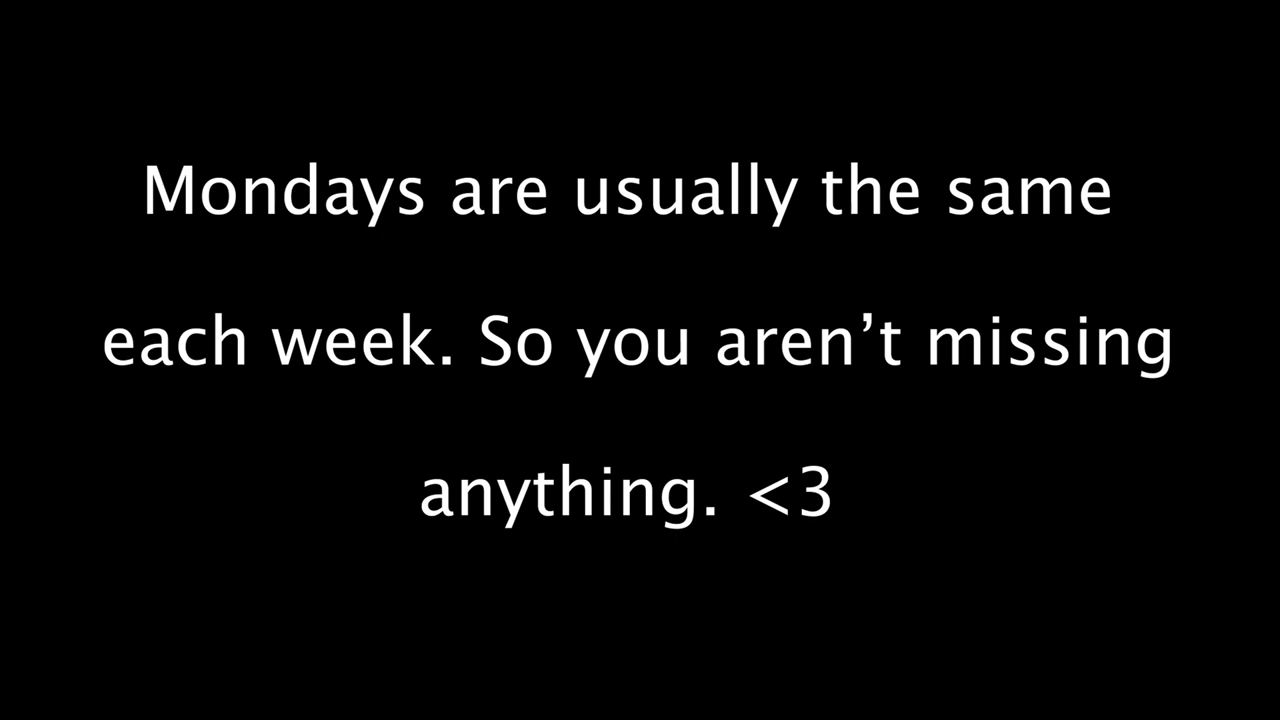 Mondays are usually the same
each week. So you aren’t missing
anything. <3